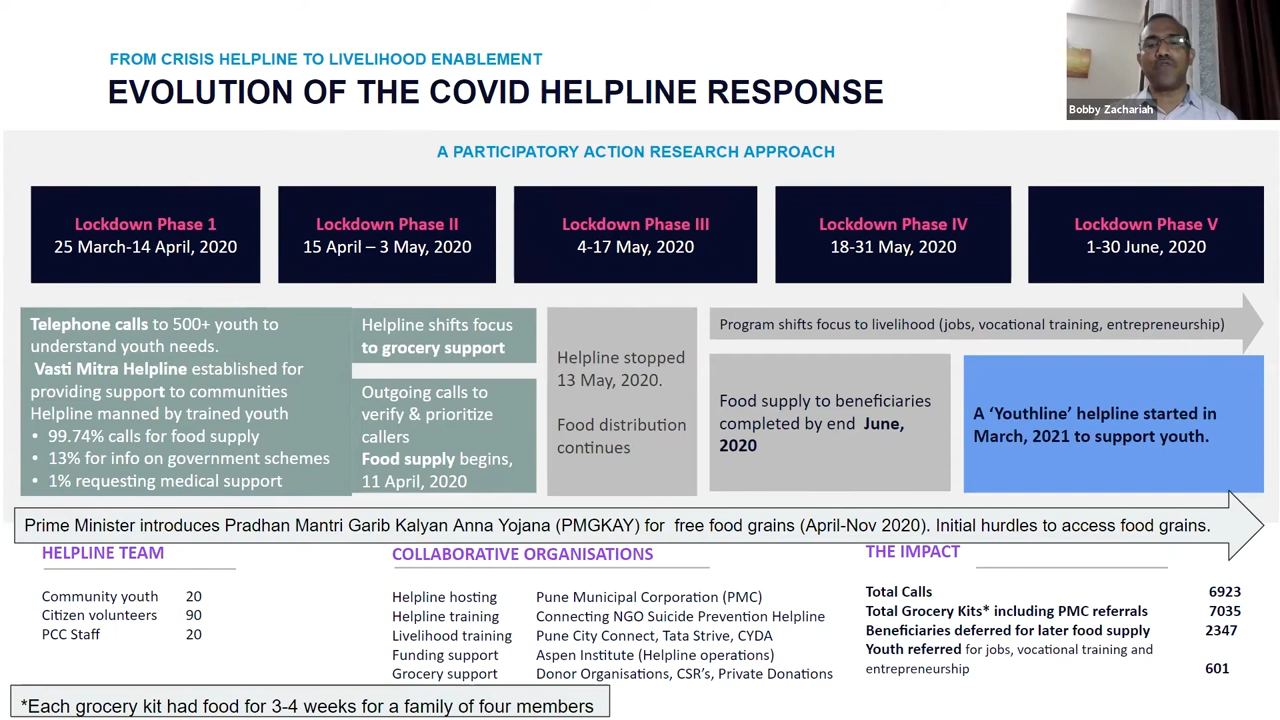 FROM CRISIS HELPLINE TO LIVELIHOOD ENABLEMENT
EVOLUTION OF THE COVID HELPLINE RESPONSE
Bobby Zachariah
A PARTICIPATORY ACTION RESEARCH APPROACH
Lockdown Phase 1
25 March-14 April, 2020
Lockdown Phase II
15 April – 3 May, 2020
Lockdown Phase III
4-17 May, 2020
Lockdown Phase IV
18-31 May, 2020
Lockdown Phase V
1-30 June, 2020
Telephone calls to 500+ youth to
understand youth needs.
Vasti Mitra Helpline established for
providing support to communities
Helpline manned by trained youth
• 99.74% calls for food supply
• 13% for info on government schemes
• 1% requesting medical support
Helpline shifts focus
to grocery support
Outgoing calls to
verify & prioritize
callers
Food supply begins,
11 April, 2020
Helpline stopped
13 May, 2020.
Food distribution
continues
Program shifts focus to livelihood (jobs, vocational training, entrepreneurship)
Food supply to beneficiaries
completed by end June,
2020
A ‘Youthline’ helpline started in
March, 2021 to support youth.
Prime Minister introduces Pradhan Mantri Garib Kalyan Anna Yojana (PMGKAY) for free food grains (April-Nov 2020). Initial hurdles to access food grains.
HELPLINE TEAM
Community youth 20
Citizen volunteers 90
PCC Staff 20
COLLABORATIVE ORGANISATIONS
Helpline hosting Pune Municipal Corporation (PMC)
Helpline training Connecting NGO Suicide Prevention Helpline
Livelihood training Pune City Connect, Tata Strive, CYDA
Funding support Aspen Institute (Helpline operations)
Grocery support Donor Organisations, CSR’s, Private Donations
THE IMPACT
Total Calls 6923
Total Grocery Kits* including PMC referrals 7035
Beneficiaries deferred for later food supply 2347
Youth referred for jobs, vocational training and
entrepreneurship 601
*Each grocery kit had food for 3-4 weeks for a family of four members